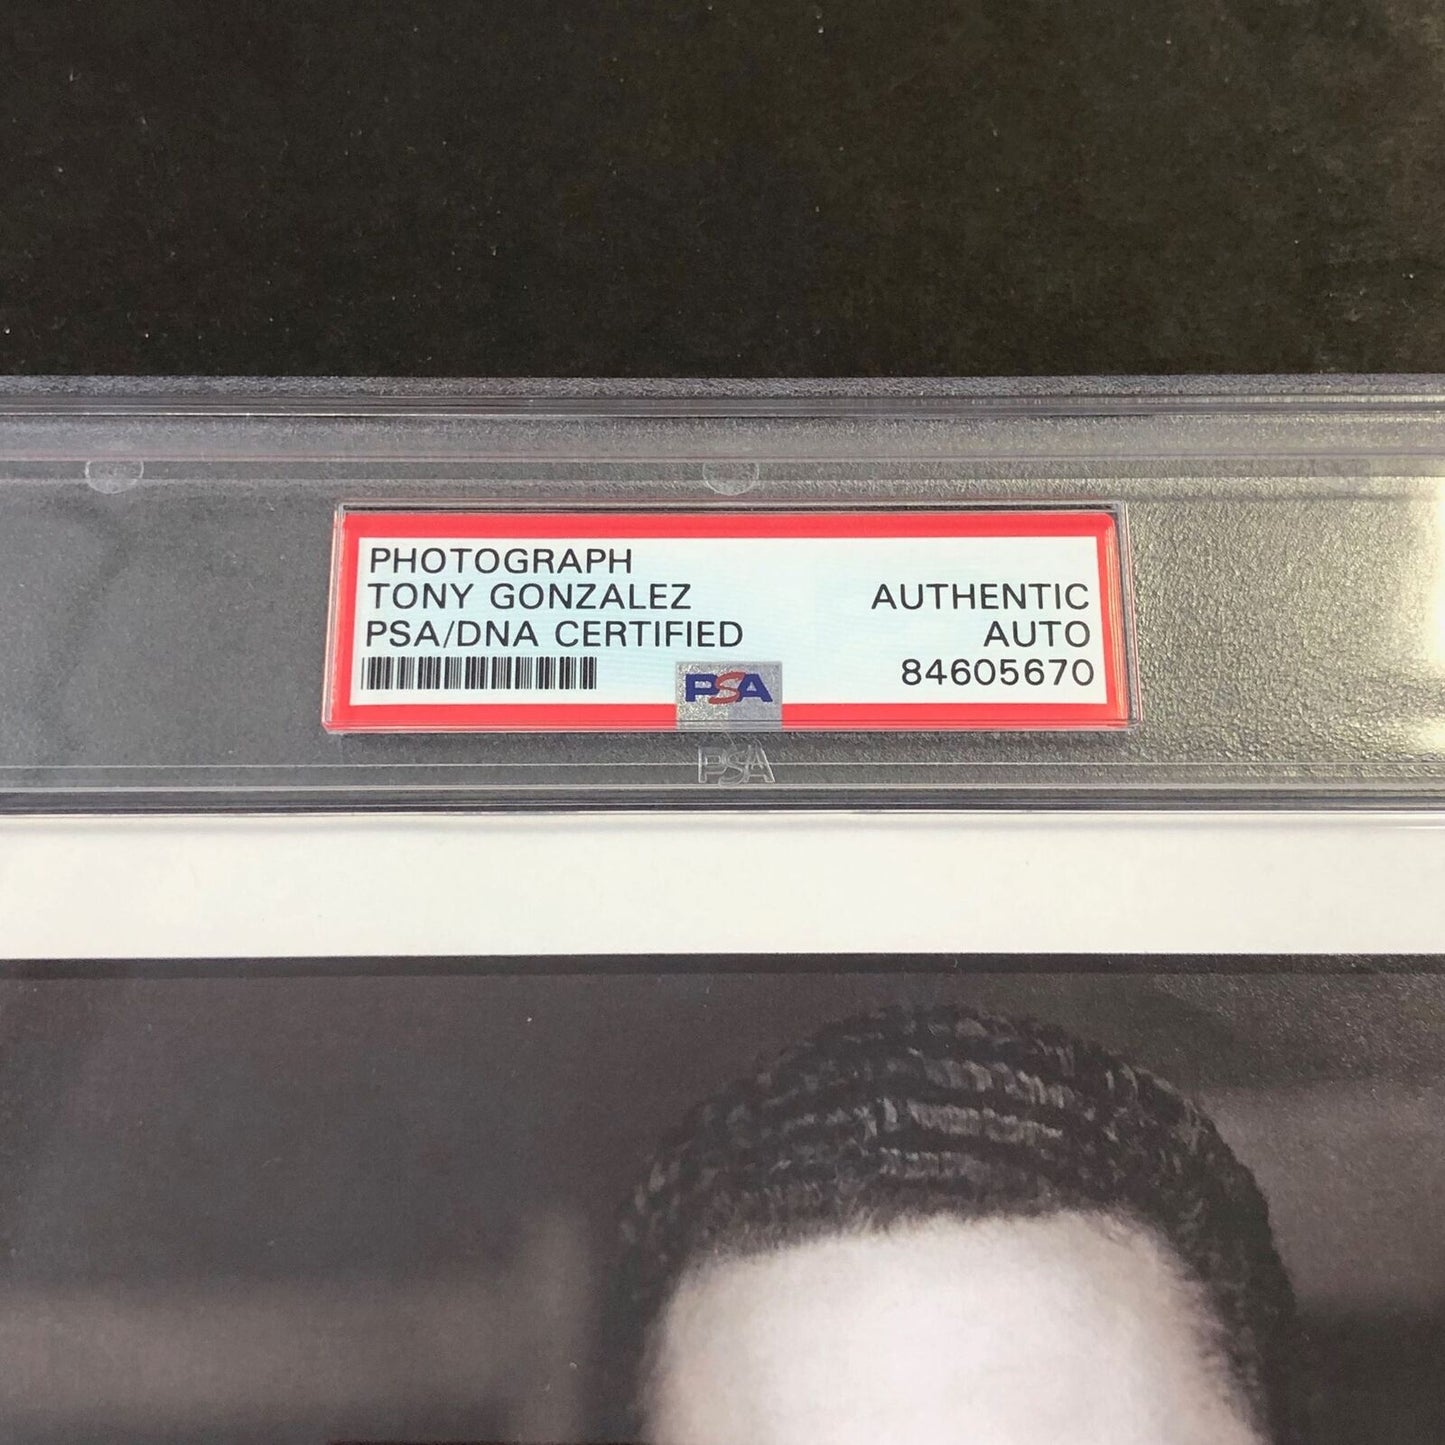 PHOTOGRAPH
TONY GONZALEZ
PSA/DNA CERTIFIED
AUTHENTIC
AUTO
84605670
PSA
PSA